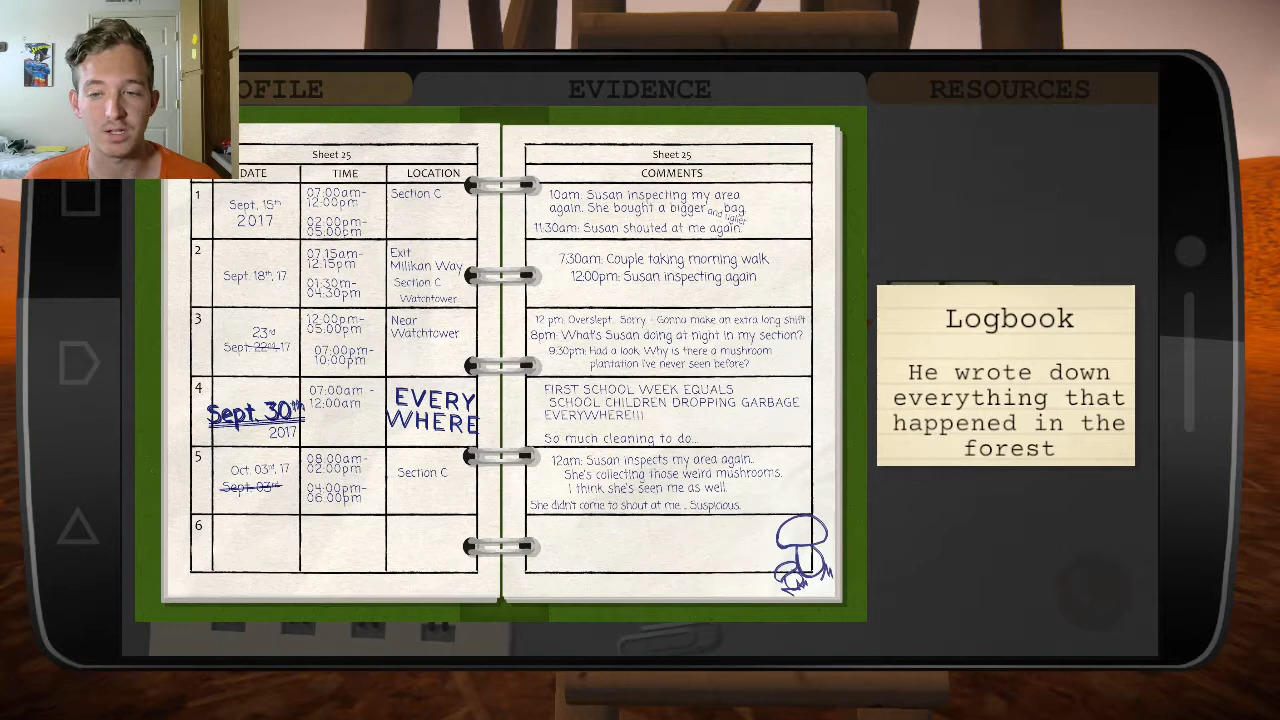 OFILE
EVIDENCE
RESOURCES
Sheet 25
DATE
TIME
LOCATION
1
Sept. 15th
2017
07:00am-
12:00pm
02:00pm-
05:00pm
Section C
2
Sept. 18th, 17
07:15am-
12:15pm
01:30pm-
04:30pm
Exit
Milikan Way
Section C
Watchtower
3
23rd
Sept. 22nd, 17
12:00pm-
05:00pm
07:00pm-
10:00pm
Near
Watchtower
4
Sept. 30th
2017
07:00am -
12:00am
EVERY
WHERE
5
Oct. 03rd, 17
Sept. 03rd
02:00pm
04:00pm-
06:00pm
Section C
6
Sheet 25
COMMENTS
10am: Susan inspecting my area
again. She bought a bigger and uglier bag
11.30am: Susan shouted at me again.
7:30am: Couple taking morning walk
12:00pm: Susan inspecting again
12 pm: Overslept. Sorry - Gonna make an extra long shift
8pm: What's Susan doing at night in my section?
9:30pm: Had a look. Why is there a mushroom
plantation I've never seen before?
FIRST SCHOOL WEEK EQUALS
SCHOOL CHILDREN DROPPING GARBAGE
EVERYWHERE!!!
So much cleaning to do...
12am: Susan inspects my area again.
She's collecting those weird mushrooms.
I think she's seen me as well.
She didn't come to shout at me... Suspicious.
Logbook
He wrote down
everything that
happened in the
forest